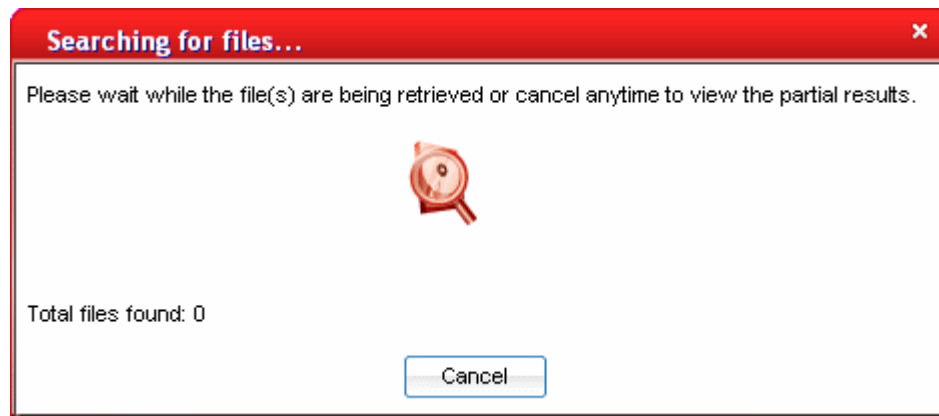 Searching for files...
Please wait while the file(s) are being retrieved or cancel anytime to view the partial results.
Total files found: 0
Cancel